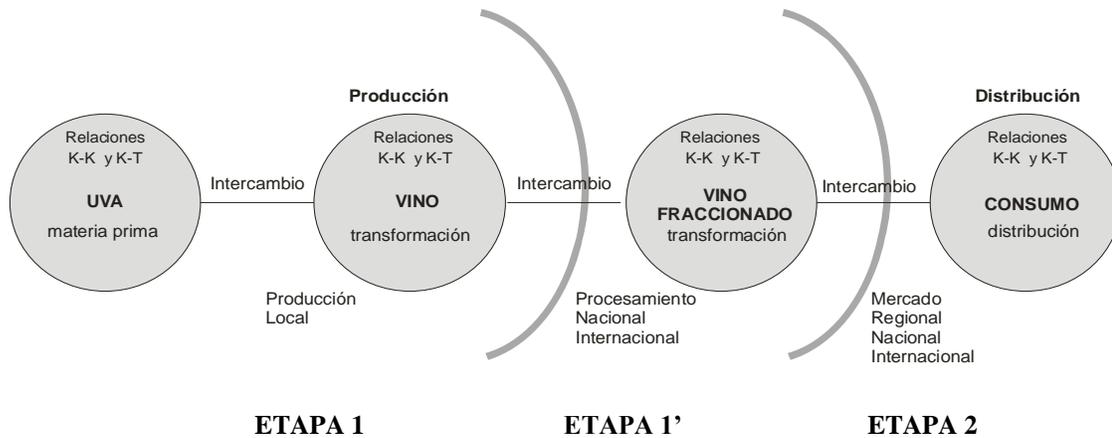 Producción
Distribución
Relaciones
K-K y K-T
UVA
materia prima
Intercambio
Relaciones
K-K y K-T
VINO
transformación
Intercambio
Relaciones
K-K y K-T
VINO
FRACCIONADO
transformación
Intercambio
Relaciones
K-K y K-T
CONSUMO
distribución
Producción
Local
Procesamiento
Nacional
Internacional
Mercado
Regional
Nacional
Internacional
ETAPA 1
ETAPA 1’
ETAPA 2